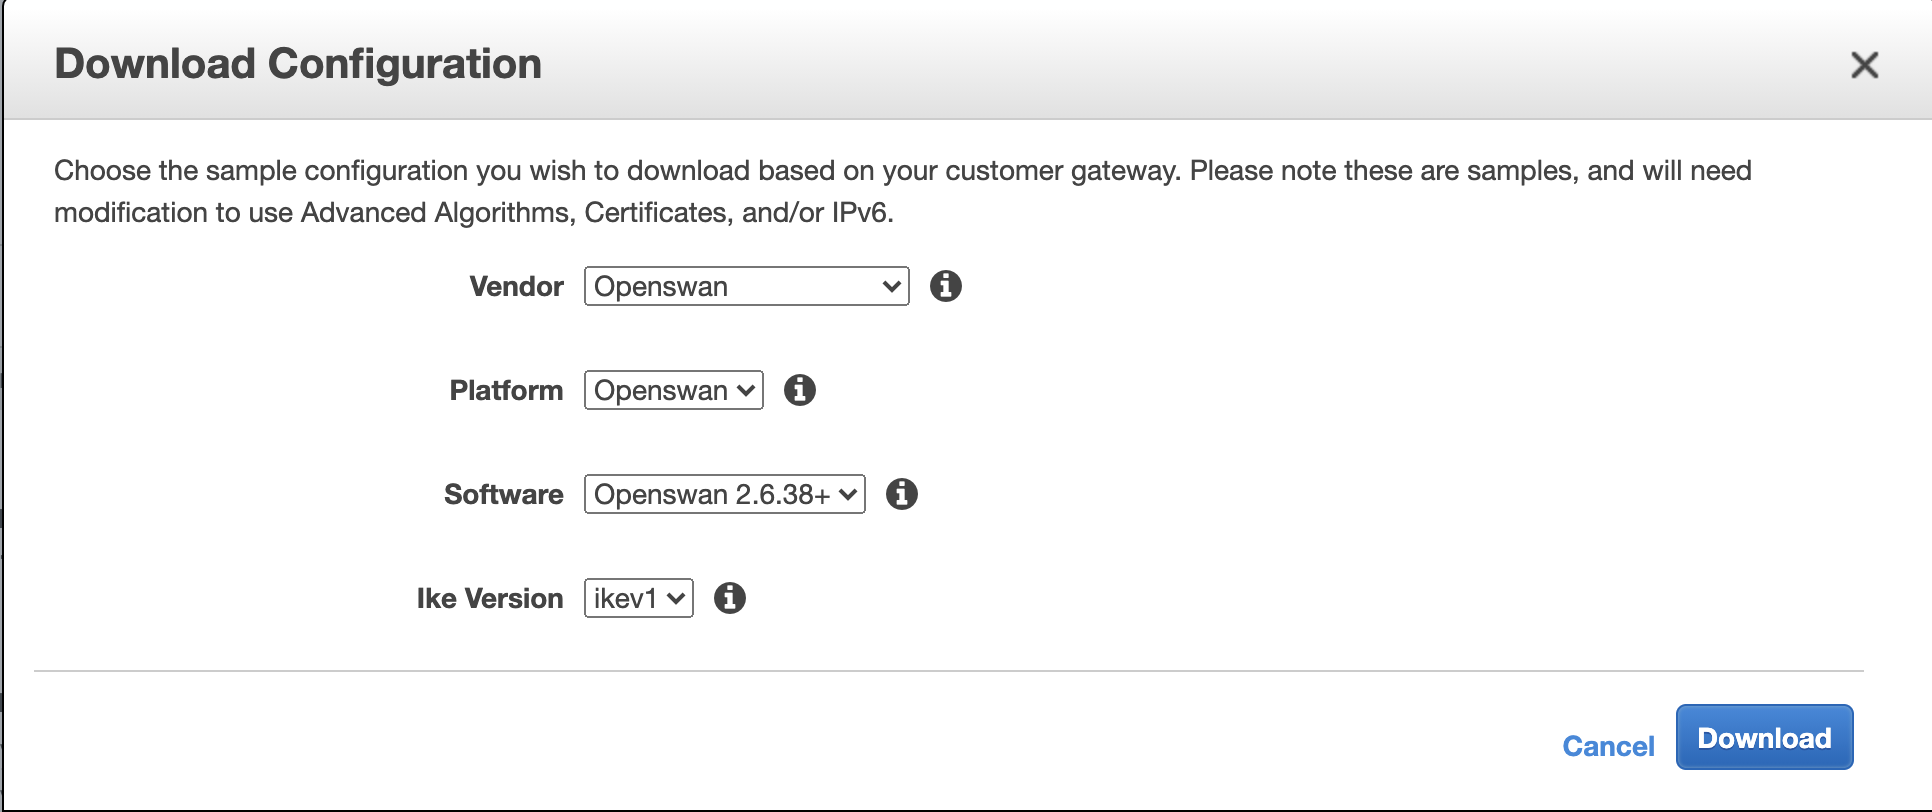 Download Configuration
Choose the sample configuration you wish to download based on your customer gateway. Please note these are samples, and will need
modification to use Advanced Algorithms, Certificates, and/or IPv6.
Vendor Openswan
Platform Openswan
Software Openswan 2.6.38+
Ike Version ikev1
Cancel Download